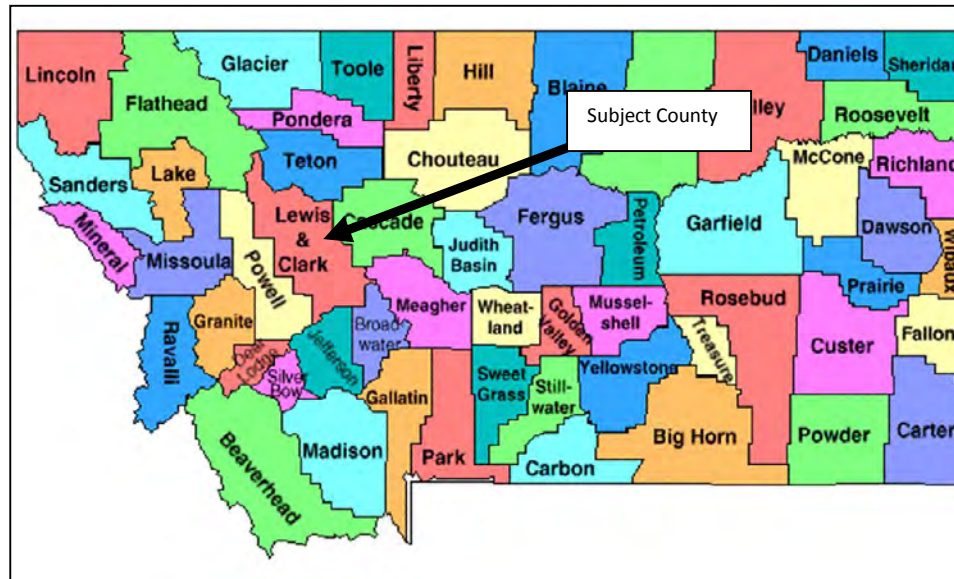 Lincoln
Flathead
Glacier
Toole
Liberty
Hill
Blaine
lley
Daniels
Sheridan
Subject County
Pondera
Roosevelt
Sanders
Lake
Teton
Chouteau
McCone
Richland
Mineral
Missoula
Powell
Lewis
&
Clark
Cascade
Judith
Basin
Fergus
Petroleum
Garfield
Dawson
Wibaux
Prairie
Ravalli
Granite
Deer
Lodge
Silver
Bow
Jefferson
Broad
water
Meagher
Wheat-
land
Golden
Valley
Mussel-
shell
Rosebud
Treasure
Custer
Fallon
Beaverhead
Madison
Gallatin
Park
Sweet
Grass
Still-
water
Yellowstone
Carbon
Big Horn
Powder
Carter